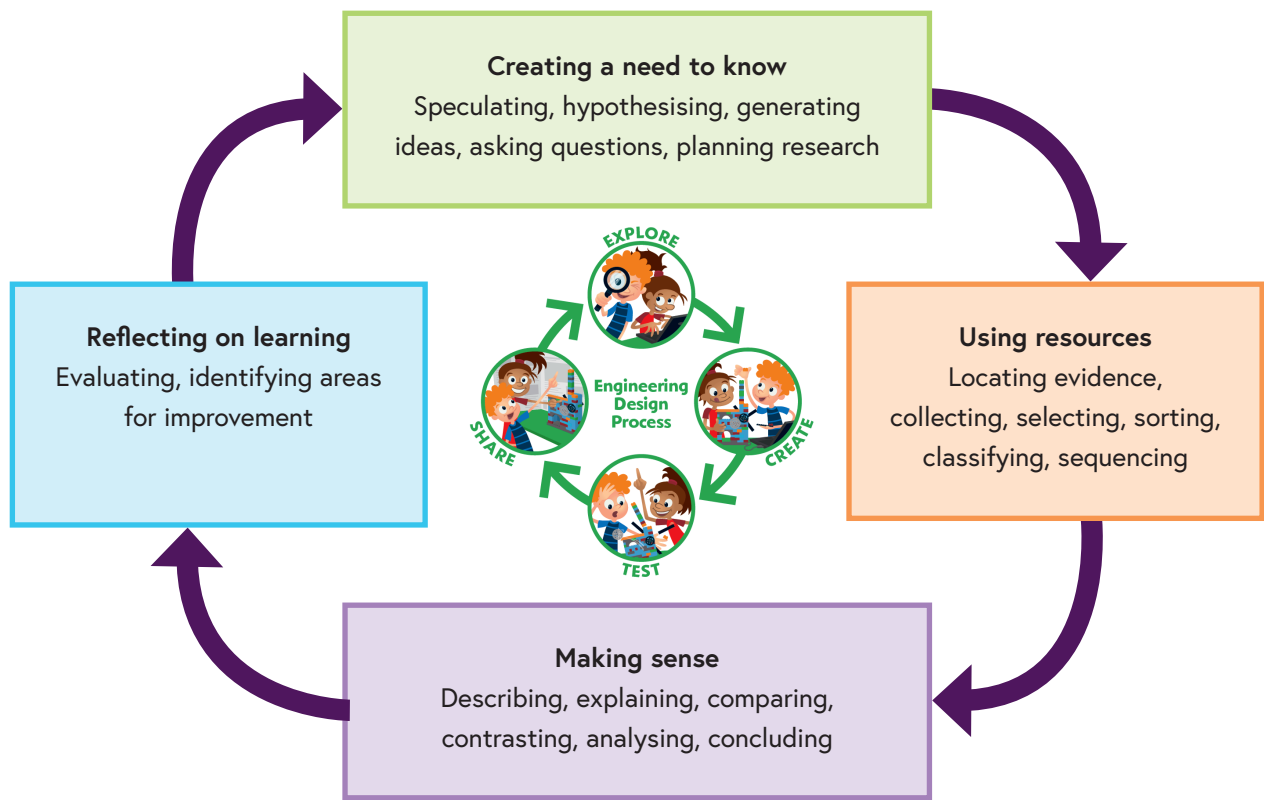 Creating a need to know
Speculating, hypothesising, generating
ideas, asking questions, planning research
Reflecting on learning
Evaluating, identifying areas
for improvement
EXPLORE
Engineering
Design
Process
SHARE
CREATE
TEST
Using resources
Locating evidence,
collecting, selecting, sorting,
classifying, sequencing
Making sense
Describing, explaining, comparing,
contrasting, analysing, concluding